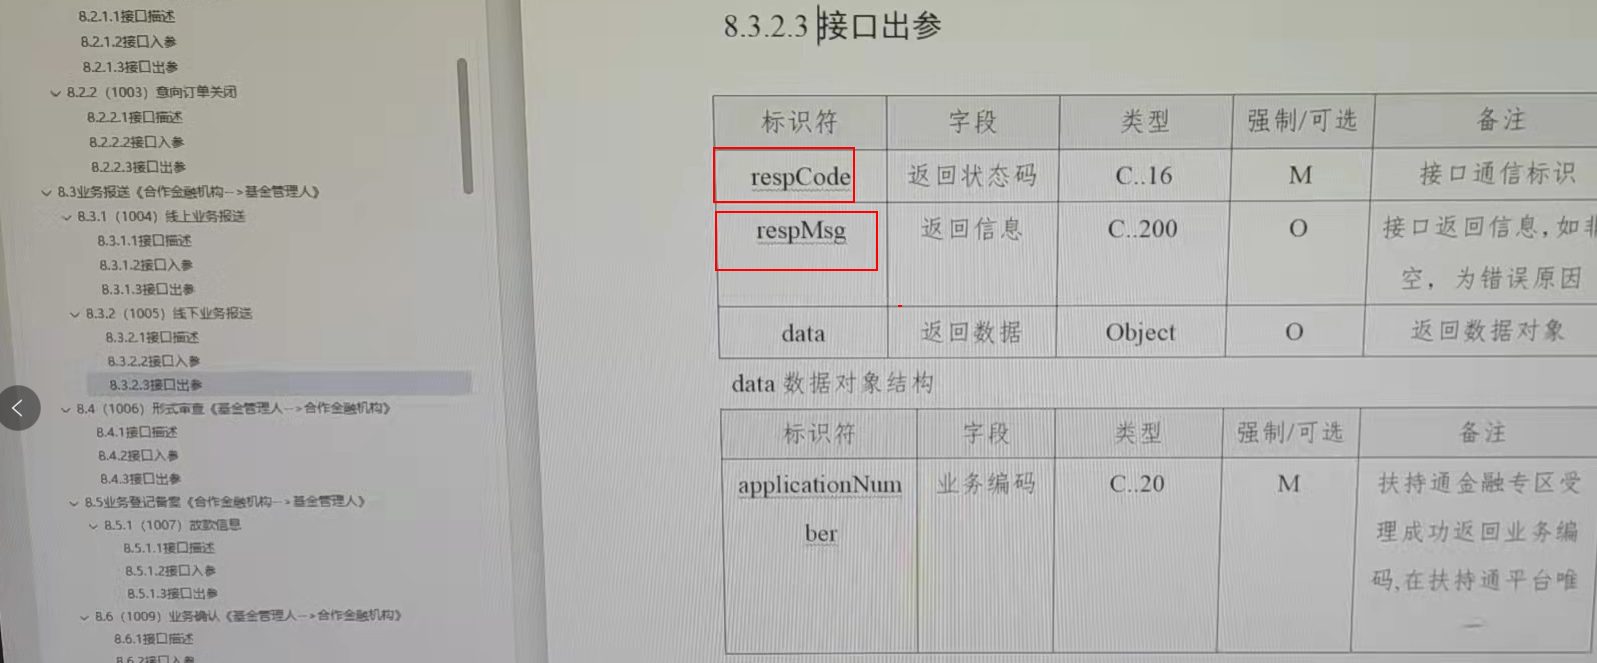 8.2.1.1接口描述
8.2.1.2接口入参
8.2.1.3接口出参
8.2.2（1003）意向订单关闭
8.2.2.1接口描述
8.2.2.2接口入参
8.2.2.3接口出参
8.3业务报送《合作金融机构-->基金管理人》
8.3.1（1004）线上业务报送
8.3.1.1接口描述
8.3.1.2接口入参
8.3.1.3接口出参
8.3.2（1005）线下业务报送
8.3.2.1接口描述
8.3.2.2接口入参
8.3.2.3接口出参
8.4（1006）形式审查《基金管理人-->合作金融机构》
8.4.1接口描述
8.4.2接口入参
8.4.3接口出参
8.5业务登记备案《合作金融机构-->基金管理人》
8.5.1（1007）放款信息
8.5.1.1接口描述
8.5.1.2接口入参
8.5.1.3接口出参
8.6（1009）业务确认《基金管理人-->合作金融机构》
8.6.1接口描述
8.6.2接口入参
8.3.2.3接口出参
标识符 字段 类型 强制/可选 备注
respCode 返回状态码 C..16 M 接口通信标识
respMsg 返回信息 C..200 O 接口返回信息,如非
空，为错误原因
data 返回数据 Object O 返回数据对象
data 数据对象结构
标识符 字段 类型 强制/可选 备注
applicationNum 业务编码 C..20 M 扶持通金融专区受
ber 理成功返回业务编
码,在扶持通平台唯
一